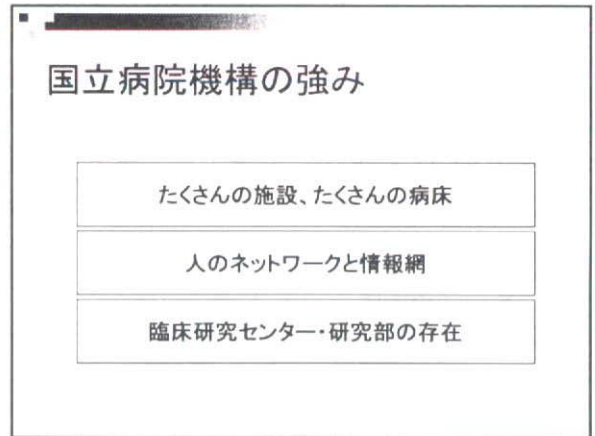 国立病院機構の強み
たくさんの施設、たくさんの病床
人のネットワークと情報網
臨床研究センター・研究部の存在